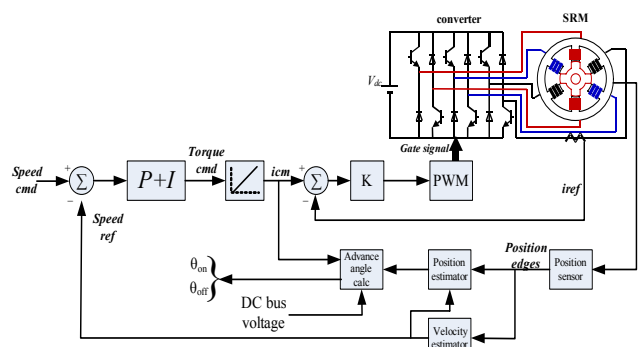 converter
SRM
Vdc
Gate signal
Speed
cmd
+
Σ
−
P+I
Torque
cmd
icm
+
Σ
−
K
PWM
iref
Speed
ref
θon
θoff
Advance
angle
calc
Position
estimator
Position
edges
Position
sensor
DC bus
voltage
Velocity
estimator